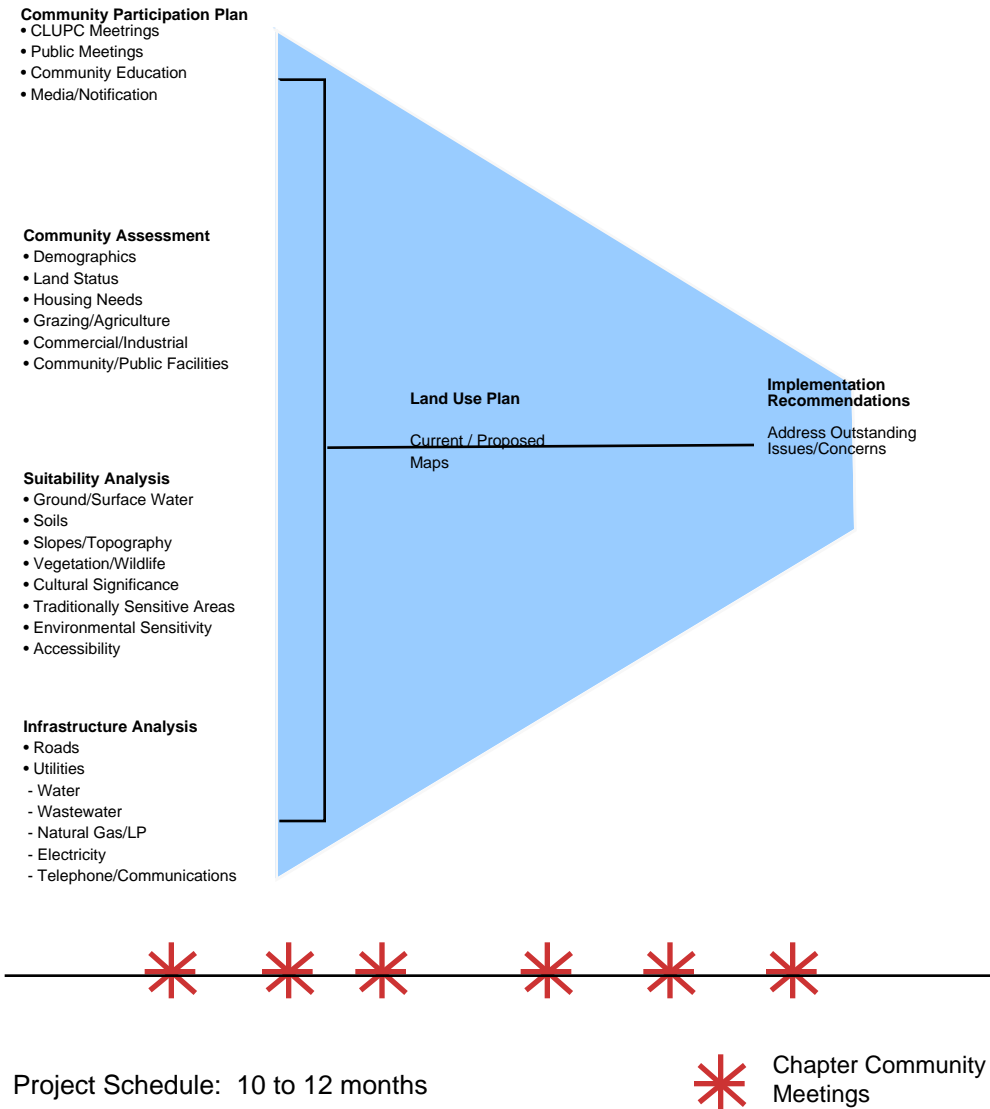 Community Participation Plan
• CLUPC Meetrings
• Public Meetings
• Community Education
• Media/Notification
Community Assessment
• Demographics
• Land Status
• Housing Needs
• Grazing/Agriculture
• Commercial/Industrial
• Community/Public Facilities
Suitability Analysis
• Ground/Surface Water
• Soils
• Slopes/Topography
• Vegetation/Wildlife
• Cultural Significance
• Traditionally Sensitive Areas
• Environmental Sensitivity
• Accessibility
Infrastructure Analysis
• Roads
• Utilities
- Water
- Wastewater
- Natural Gas/LP
- Electricity
- Telephone/Communications
Land Use Plan
Current / Proposed
Maps
Implementation
Recommendations
Address Outstanding
Issues/Concerns
Project Schedule: 10 to 12 months
Chapter Community
Meetings